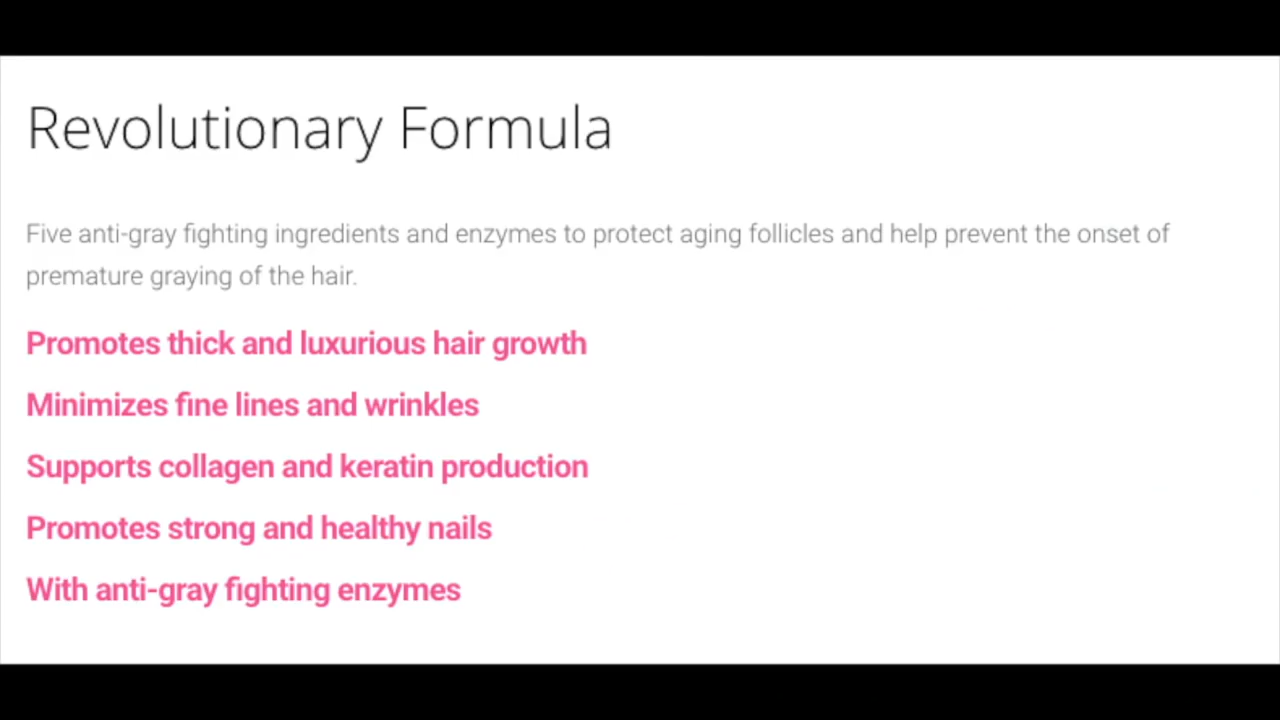 Revolutionary Formula
Five anti-gray fighting ingredients and enzymes to protect aging follicles and help prevent the onset of
premature graying of the hair.
Promotes thick and luxurious hair growth
Minimizes fine lines and wrinkles
Supports collagen and keratin production
Promotes strong and healthy nails
With anti-gray fighting enzymes